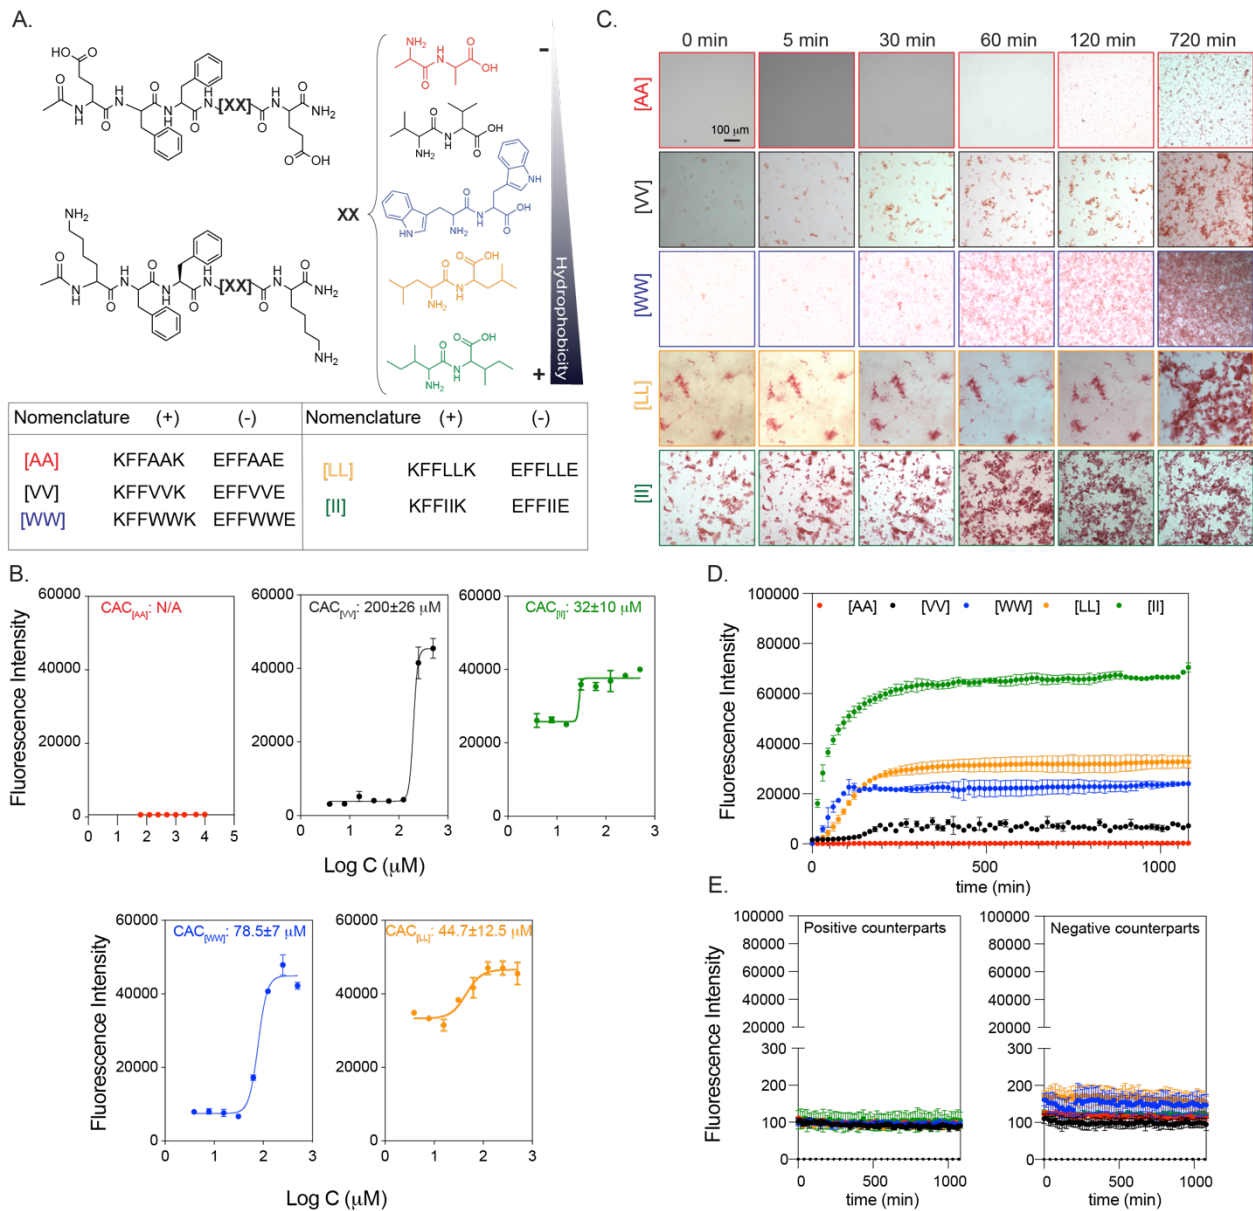 A.
HO
O
O
H
N
O
H
N
O
N
H
N
H
[XX]
O
H
N
O
NH2
O
OH
NH2
O
H
N
O
H
N
O
N
H
N
H
[XX]
O
H
N
O
NH2
NH2
XX
NH2
H
N
O
O
OH
O
H
N
O
OH
NH2
NH
O
H
N
O
OH
NH2
HN
O
OH
O
N
H
NH2
O
OH
O
N
H
NH2
−
Hydrophobicity
+
Nomenclature (+) (-) Nomenclature (+) (-)
[AA] KFFAAK EFFAAE
[VV] KFFVVK EFFVVE
[WW] KFFWWK EFFWWE
[LL] KFFLLK EFFLLE
[II] KFFIIK EFFIIE
B.
Fluorescence Intensity
CAC[AA]: N/A
60000
40000
20000
0
0 1 2 3 4 5
CAC[VV]: 200±26 μM
60000
40000
20000
0
0 1 2 3
CAC[II]: 32±10 μM
60000
40000
20000
0
0 1 2 3
Log C (μM)
Fluorescence Intensity
CAC[WW]: 78.5±7 μM
60000
40000
20000
0
0 1 2 3
CAC[LL]: 44.7±12.5 μM
60000
40000
20000
0
0 1 2 3
Log C (μM)
C.
0 min 5 min 30 min 60 min 120 min 720 min
[AA]
100 μm
[VV]
[WW]
[LL]
[II]
D.
Fluorescence Intensity
100000
80000
60000
40000
20000
0
[AA] [VV] [WW] [LL] [II]
0 500 1000
time (min)
E.
Fluorescence Intensity
Positive counterparts
100000
80000
60000
40000
20000
300
200
100
0
0 500 1000
time (min)
Negative counterparts
100000
80000
60000
40000
20000
300
200
100
0
0 500 1000
time (min)